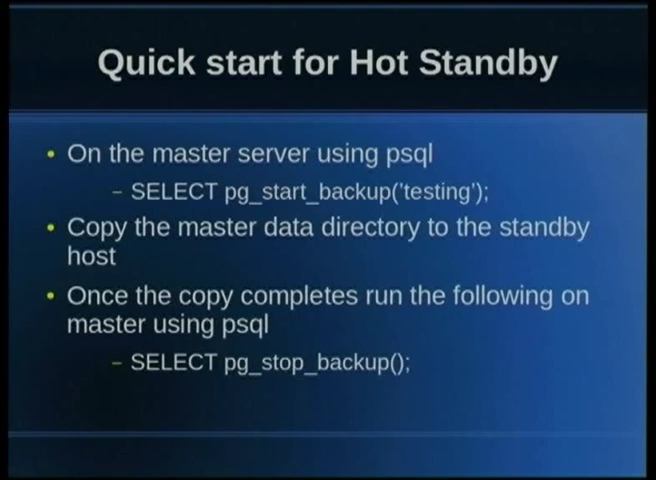 Quick start for Hot Standby
• On the master server using psql
– SELECT pg_start_backup('testing');
• Copy the master data directory to the standby
host
• Once the copy completes run the following on
master using psql
– SELECT pg_stop_backup();